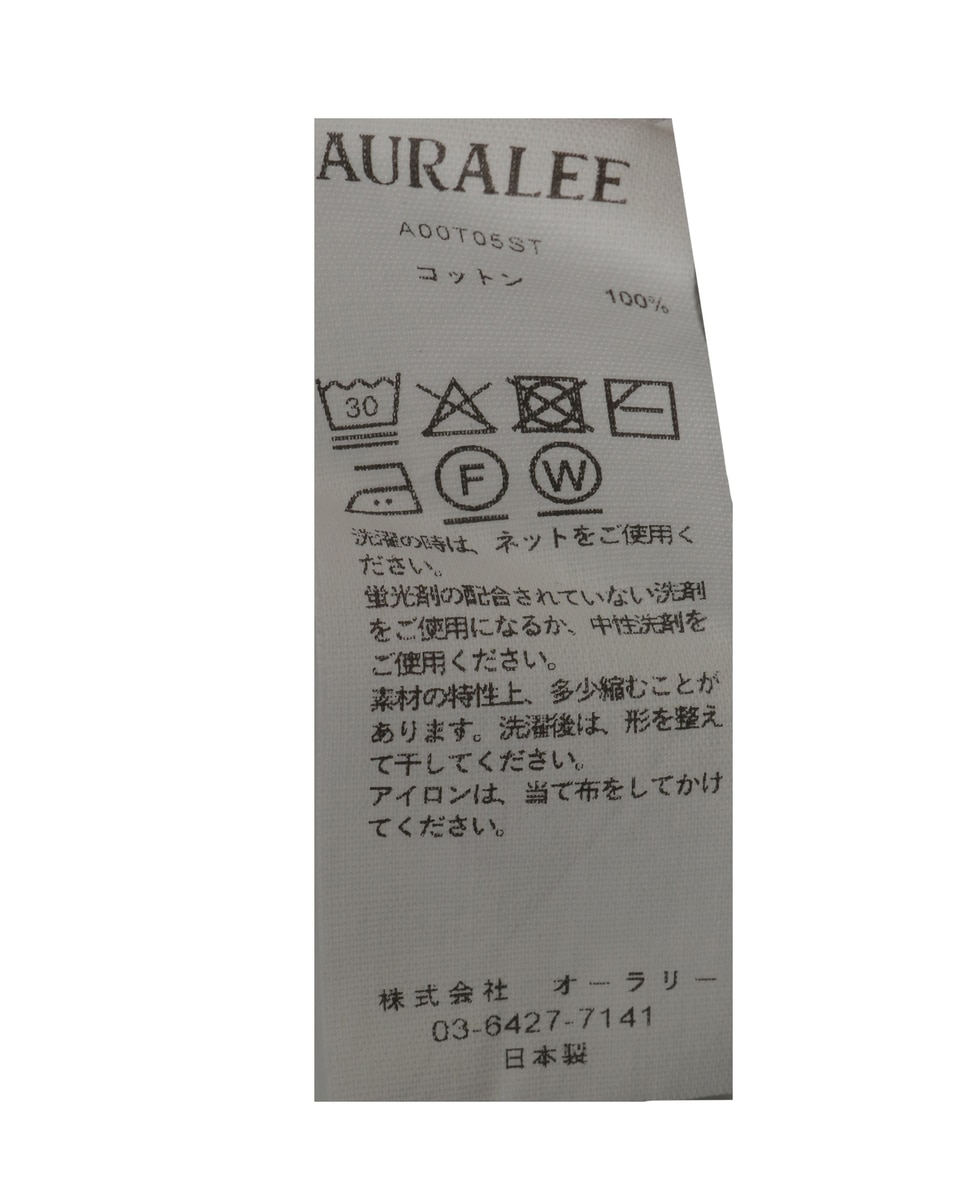 AURALEE
A00T05ST
コットン
100%
30
F W
洗濯の時は、ネットをご使用く
ださい。
蛍光剤の配合されていない洗剤
をご使用になるか、中性洗剤を
ご使用ください。
素材の特性上、多少縮むことが
あります。洗濯後は、形を整え
て干してください。
アイロンは、当て布をしてかけ
てください。
株式会社　オーラリー
03-6427-7141
日本製